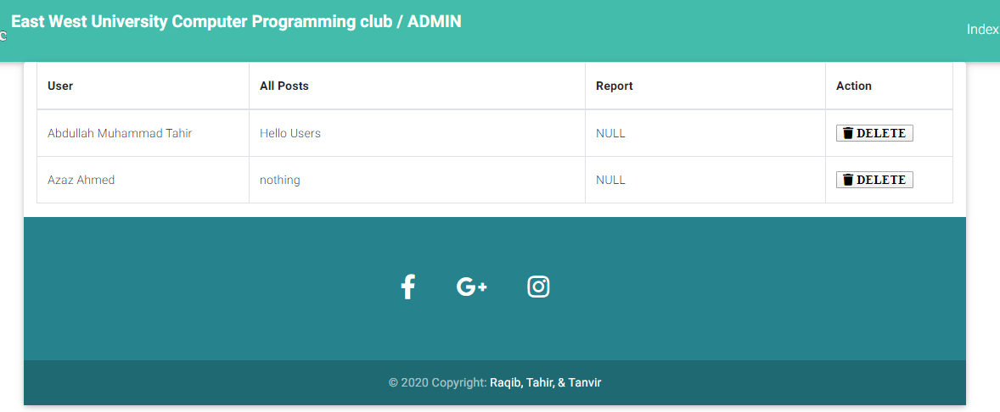 East West University Computer Programming club / ADMIN
c
Index
User All Posts Report Action
Abdullah Muhammad Tahir Hello Users NULL DELETE
Azaz Ahmed nothing NULL DELETE
© 2020 Copyright: Raqib, Tahir, & Tanvir